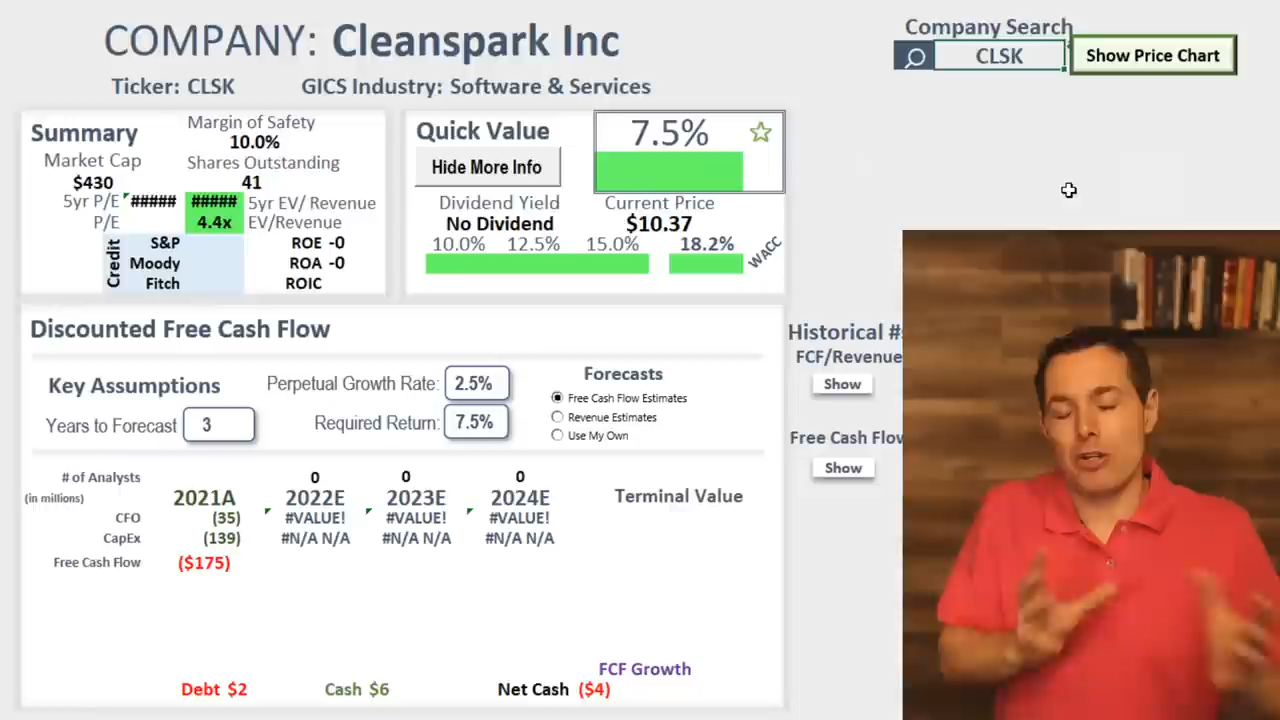 COMPANY: Cleanspark Inc
Ticker: CLSK
GICS Industry: Software & Services
Company Search
CLSK
Show Price Chart
Summary
Margin of Safety
10.0%
Market Cap
$430
Shares Outstanding
41
5yr P/E ##### ##### 5yr EV/ Revenue
P/E 4.4x EV/Revenue
Credit
S&P
Moody
Fitch
ROE -0
ROA -0
ROIC
Quick Value
7.5%
Hide More Info
Dividend Yield
No Dividend
Current Price
$10.37
10.0% 12.5% 15.0% 18.2% WACC
Discounted Free Cash Flow
Key Assumptions
Years to Forecast 3
Perpetual Growth Rate: 2.5%
Required Return: 7.5%
Forecasts
Free Cash Flow Estimates
Revenue Estimates
Use My Own
# of Analysts 0 0 0
(in millions) 2021A 2022E 2023E 2024E Terminal Value
CFO (35) #VALUE! #VALUE! #VALUE!
CapEx (139) #N/A N/A #N/A N/A #N/A N/A
Free Cash Flow ($175)
FCF Growth
Debt $2 Cash $6 Net Cash ($4)
Historical #
FCF/Revenue
Show
Free Cash Flow
Show